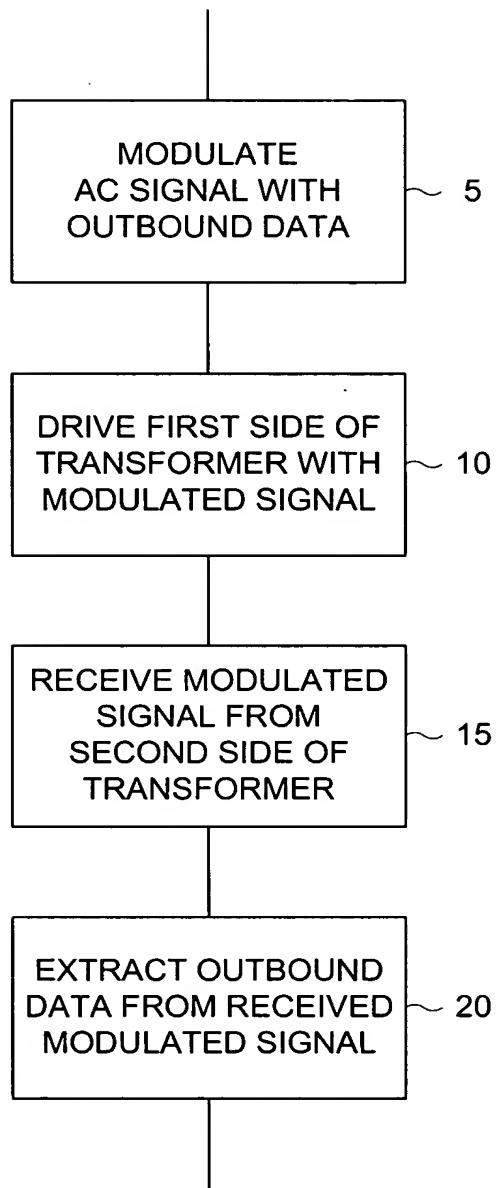 MODULATE
AC SIGNAL WITH
OUTBOUND DATA
5
DRIVE FIRST SIDE OF
TRANSFORMER WITH
MODULATED SIGNAL
10
RECEIVE MODULATED
SIGNAL FROM
SECOND SIDE OF
TRANSFORMER
15
EXTRACT OUTBOUND
DATA FROM RECEIVED
MODULATED SIGNAL
20